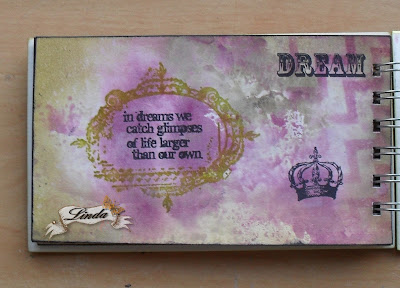 DREAM
in dreams we
catch glimpses
of life larger
than our own.
Linda